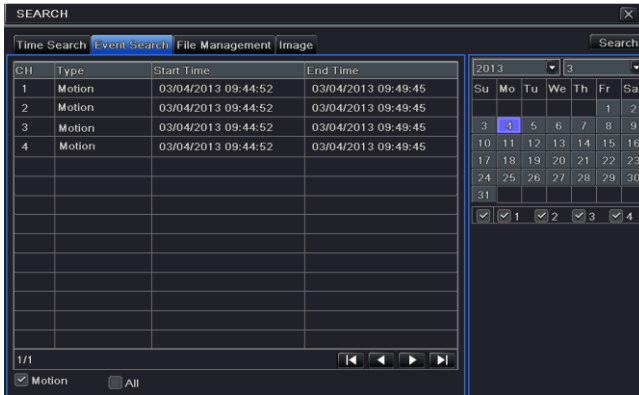 SEARCH
Time Search Event Search File Management Image Search
CH Type Start Time End Time
1 Motion 03/04/2013 09:44:52 03/04/2013 09:49:45
2 Motion 03/04/2013 09:44:52 03/04/2013 09:49:45
3 Motion 03/04/2013 09:44:52 03/04/2013 09:49:45
4 Motion 03/04/2013 09:44:52 03/04/2013 09:49:45
1/1
Motion All
2013 3
Su Mo Tu We Th Fr Sa
1 2
3 4 5 6 7 8 9
10 11 12 13 14 15 16
17 18 19 20 21 22 23
24 25 26 27 28 29 30
31
1 2 3 4